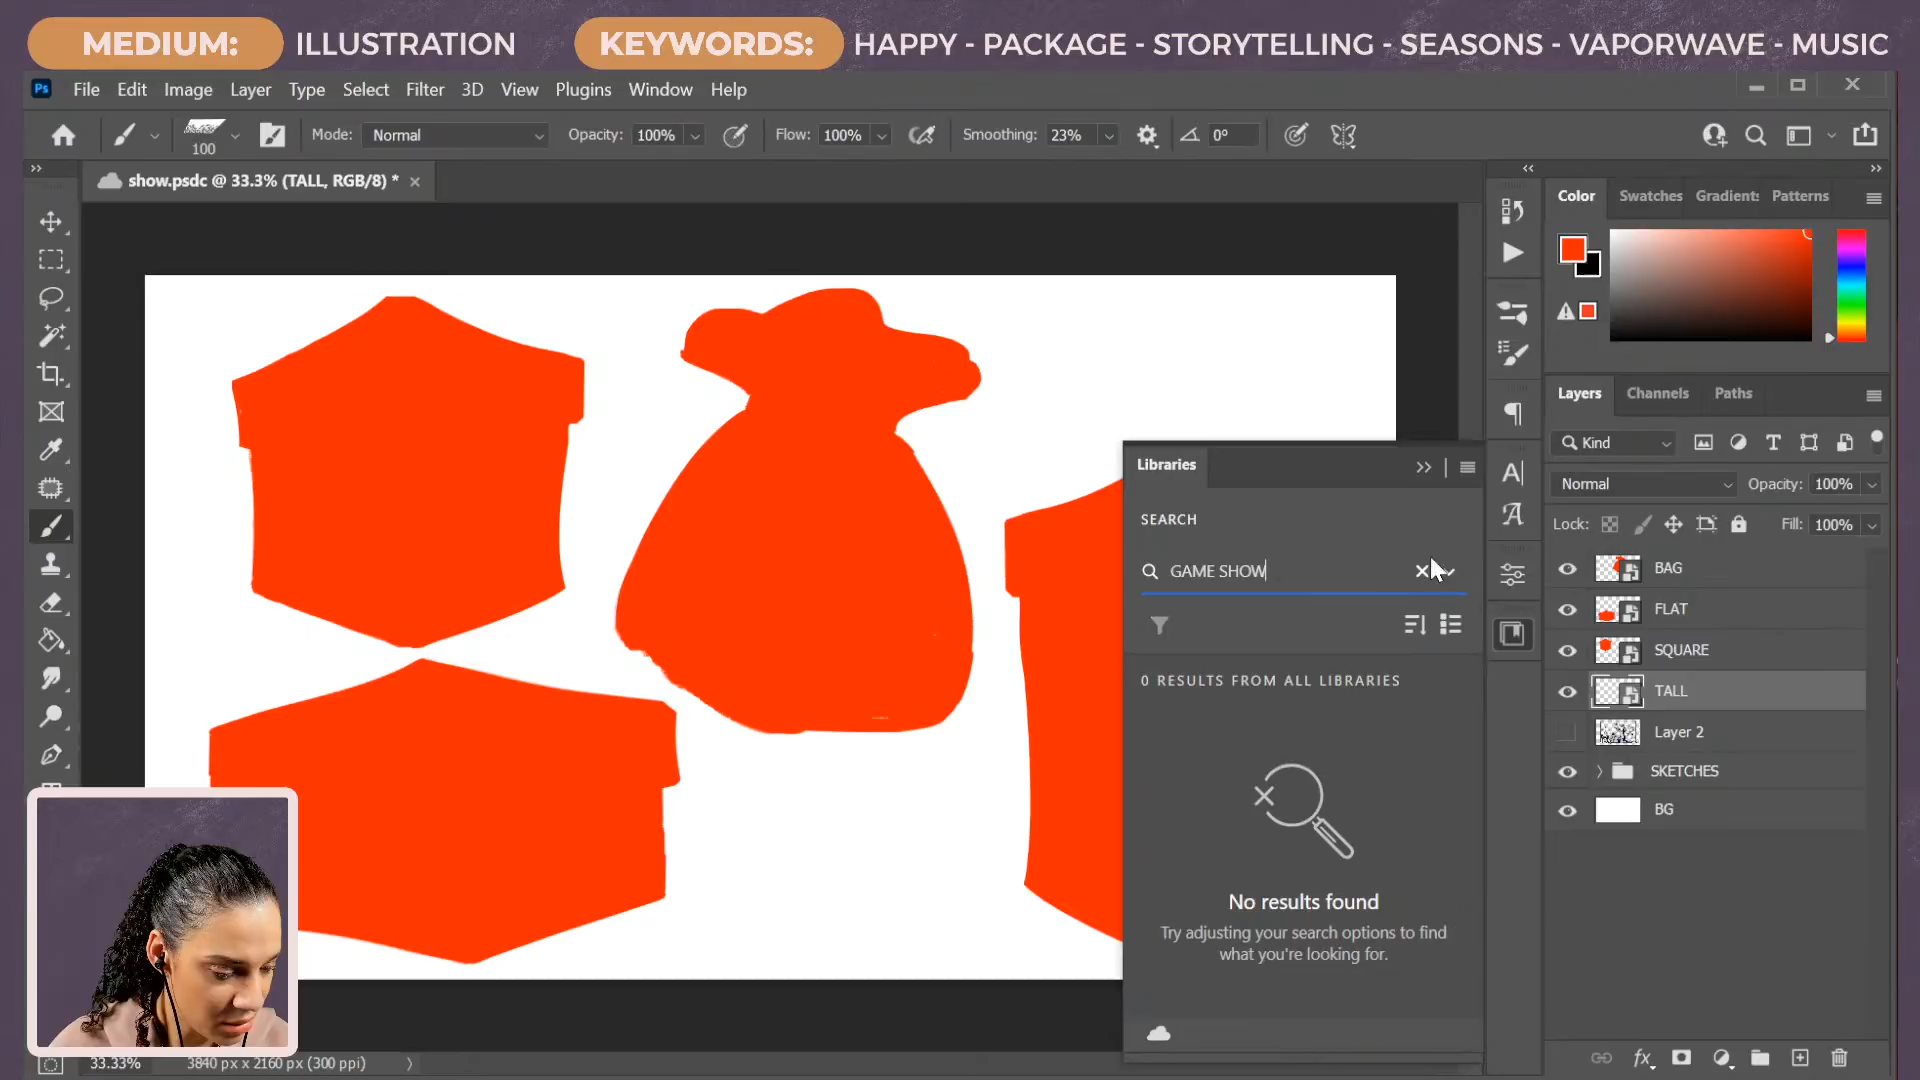 MEDIUM: ILLUSTRATION KEYWORDS: HAPPY - PACKAGE - STORYTELLING - SEASONS - VAPORWAVE - MUSIC
Ps File Edit Image Layer Type Select Filter 3D View Plugins Window Help
100 Mode: Normal Opacity: 100% Flow: 100% Smoothing: 23% 0°
show.psdc @ 33.3% (TALL, RGB/8) *
Color Swatches Gradients Patterns
Layers Channels Paths
Kind
Normal Opacity: 100%
Lock: Fill: 100%
BAG
FLAT
SQUARE
TALL
Layer 2
SKETCHES
BG
Libraries
SEARCH
GAME SHOW
0 RESULTS FROM ALL LIBRARIES
No results found
Try adjusting your search options to find
what you're looking for.
33.33% 3840 px x 2160 px (300 ppi)
fx